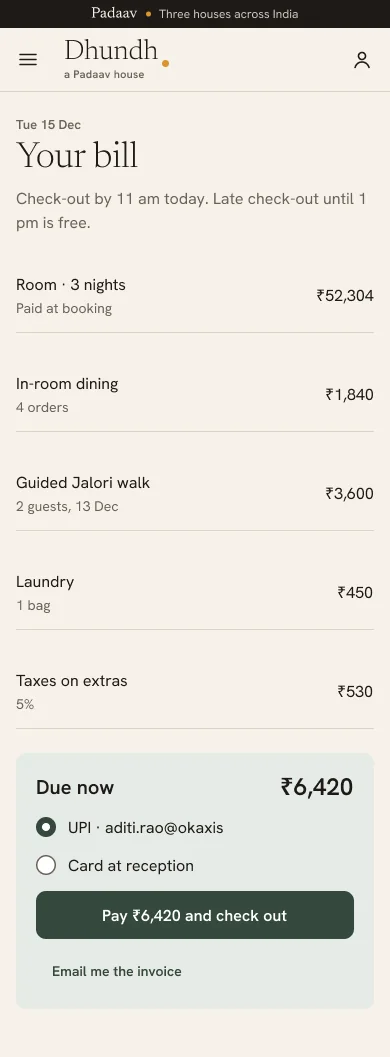 Padaav • Three houses across India
Dhundh
a Padaav house
Tue 15 Dec
Your bill
Check-out by 11 am today. Late check-out until 1
pm is free.
Room · 3 nights
Paid at booking
₹52,304
In-room dining
4 orders
₹1,840
Guided Jalori walk
2 guests, 13 Dec
₹3,600
Laundry
1 bag
₹450
Taxes on extras
5%
₹530
Due now
₹6,420
UPI · aditi.rao@okaxis
Card at reception
Pay ₹6,420 and check out
Email me the invoice